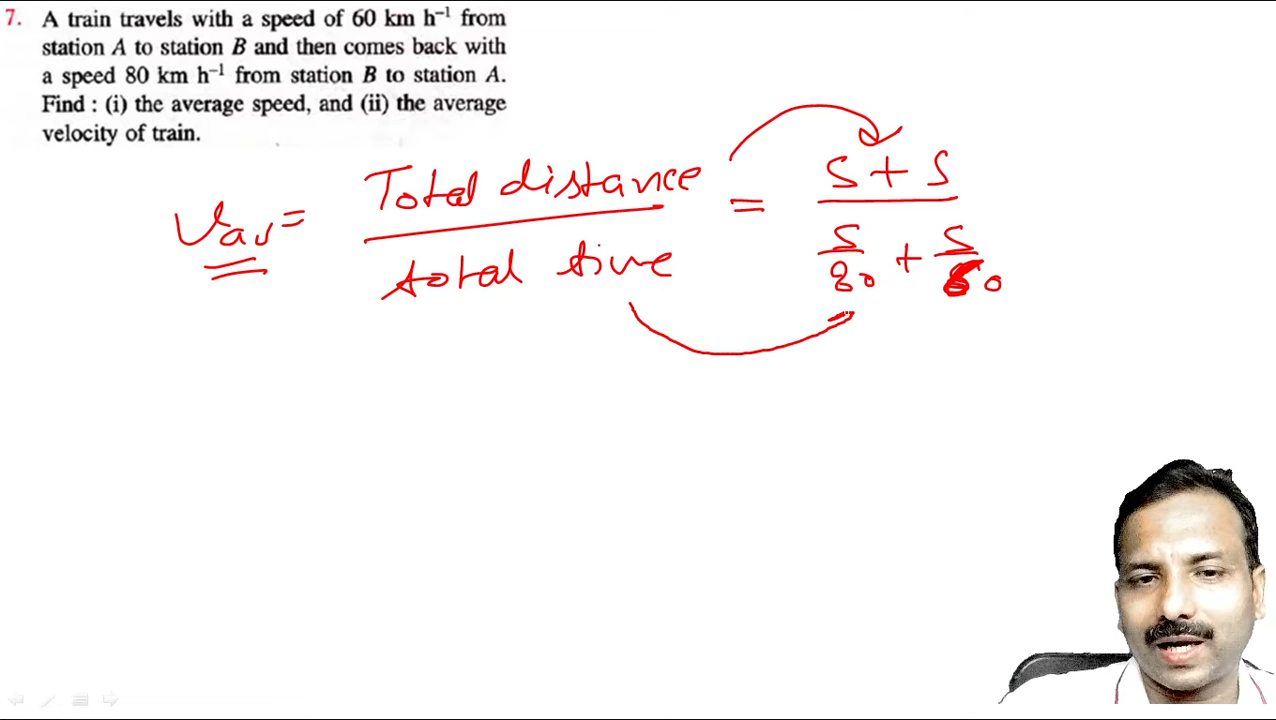 7. A train travels with a speed of 60 km h⁻¹ from
station A to station B and then comes back with
a speed 80 km h⁻¹ from station B to station A.
Find : (i) the average speed, and (ii) the average
velocity of train.
Vav = Total distance / total time = S + S / S/80 + S/60